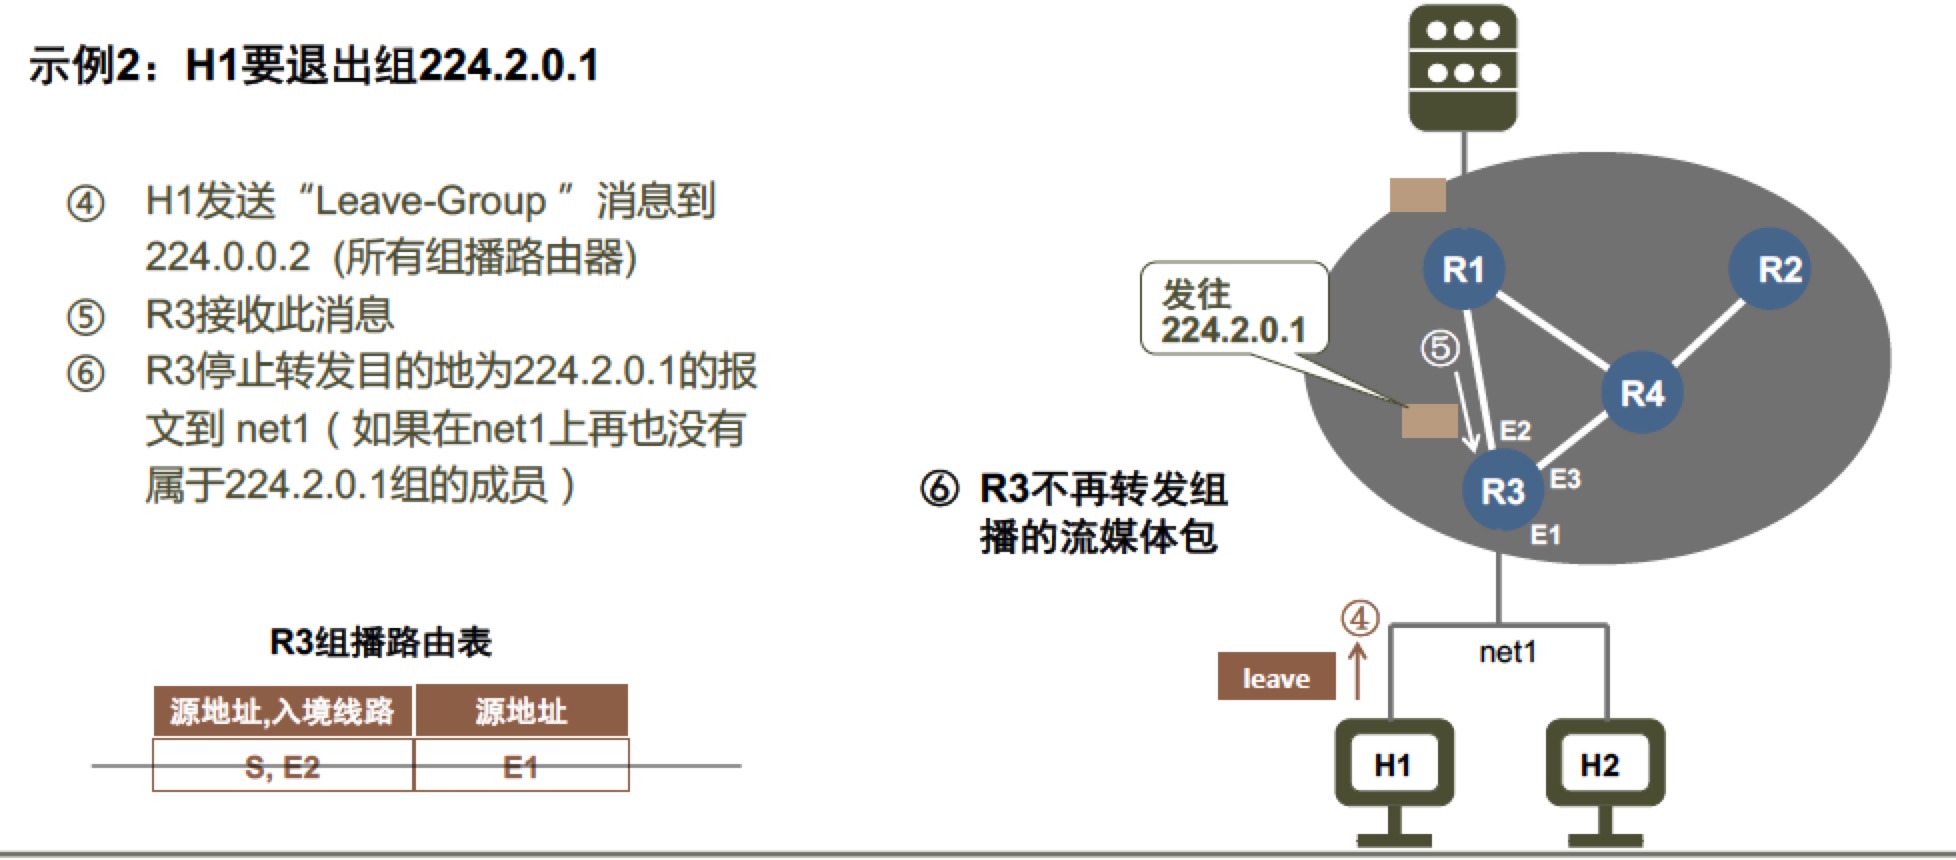 示例2：H1要退出组224.2.0.1
④ H1发送“Leave-Group ”消息到
224.0.0.2 (所有组播路由器)
⑤ R3接收此消息
⑥ R3停止转发目的地为224.2.0.1的报
文到 net1（如果在net1上再也没有
属于224.2.0.1组的成员）
R3组播路由表
源地址,入境线路 源地址
S, E2 E1
发往
224.2.0.1
R1
R2
⑤
R4
E2
R3
E3
E1
⑥ R3不再转发组
播的流媒体包
④
leave
net1
H1
H2